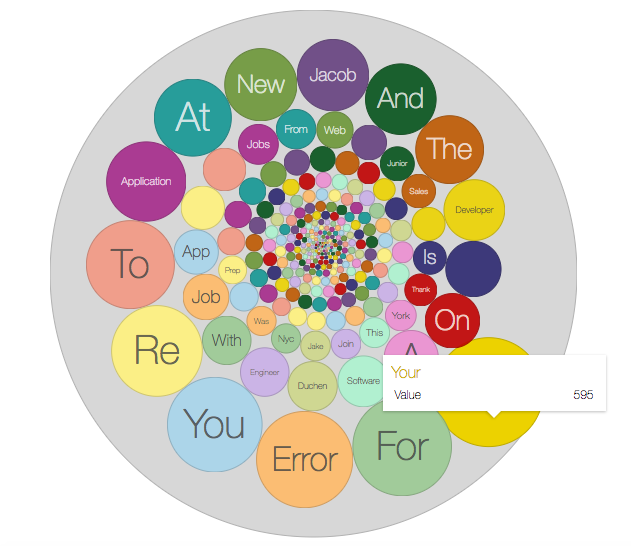 Jacob
New
And
At
From
Web
Jobs
The
Junior
Application
Sales
Developer
To
App
Is
Prep
Thank
Job
York
On
Was
This
Re
With
Nyc
Jake
Join
A
Your
Value 595
Engineer
Software
Duchen
You
Error
For